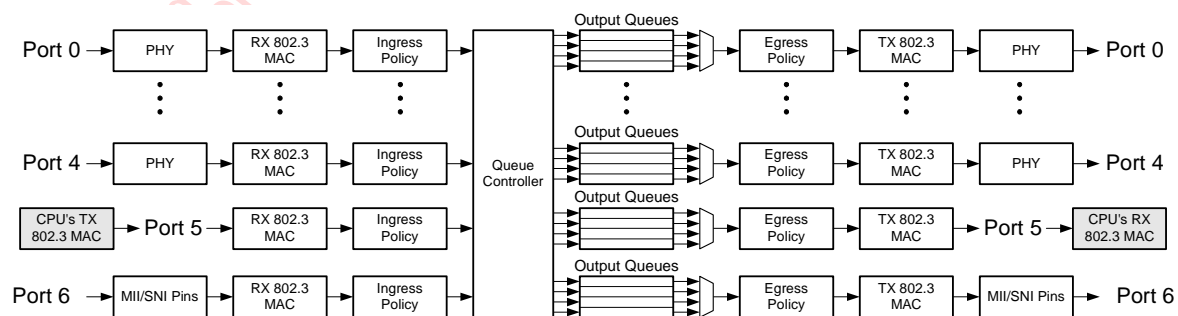 Output Queues
Port 0
PHY
RX 802.3
MAC
Ingress
Policy
Egress
Policy
TX 802.3
MAC
PHY
Port 0
Output Queues
Port 4
PHY
RX 802.3
MAC
Ingress
Policy
Queue
Controller
Egress
Policy
TX 802.3
MAC
PHY
Port 4
Output Queues
CPU's TX
802.3 MAC
Port 5
RX 802.3
MAC
Ingress
Policy
Egress
Policy
TX 802.3
MAC
Port 5
CPU's RX
802.3 MAC
Output Queues
Port 6
MII/SNI Pins
RX 802.3
MAC
Ingress
Policy
Egress
Policy
TX 802.3
MAC
MII/SNI Pins
Port 6